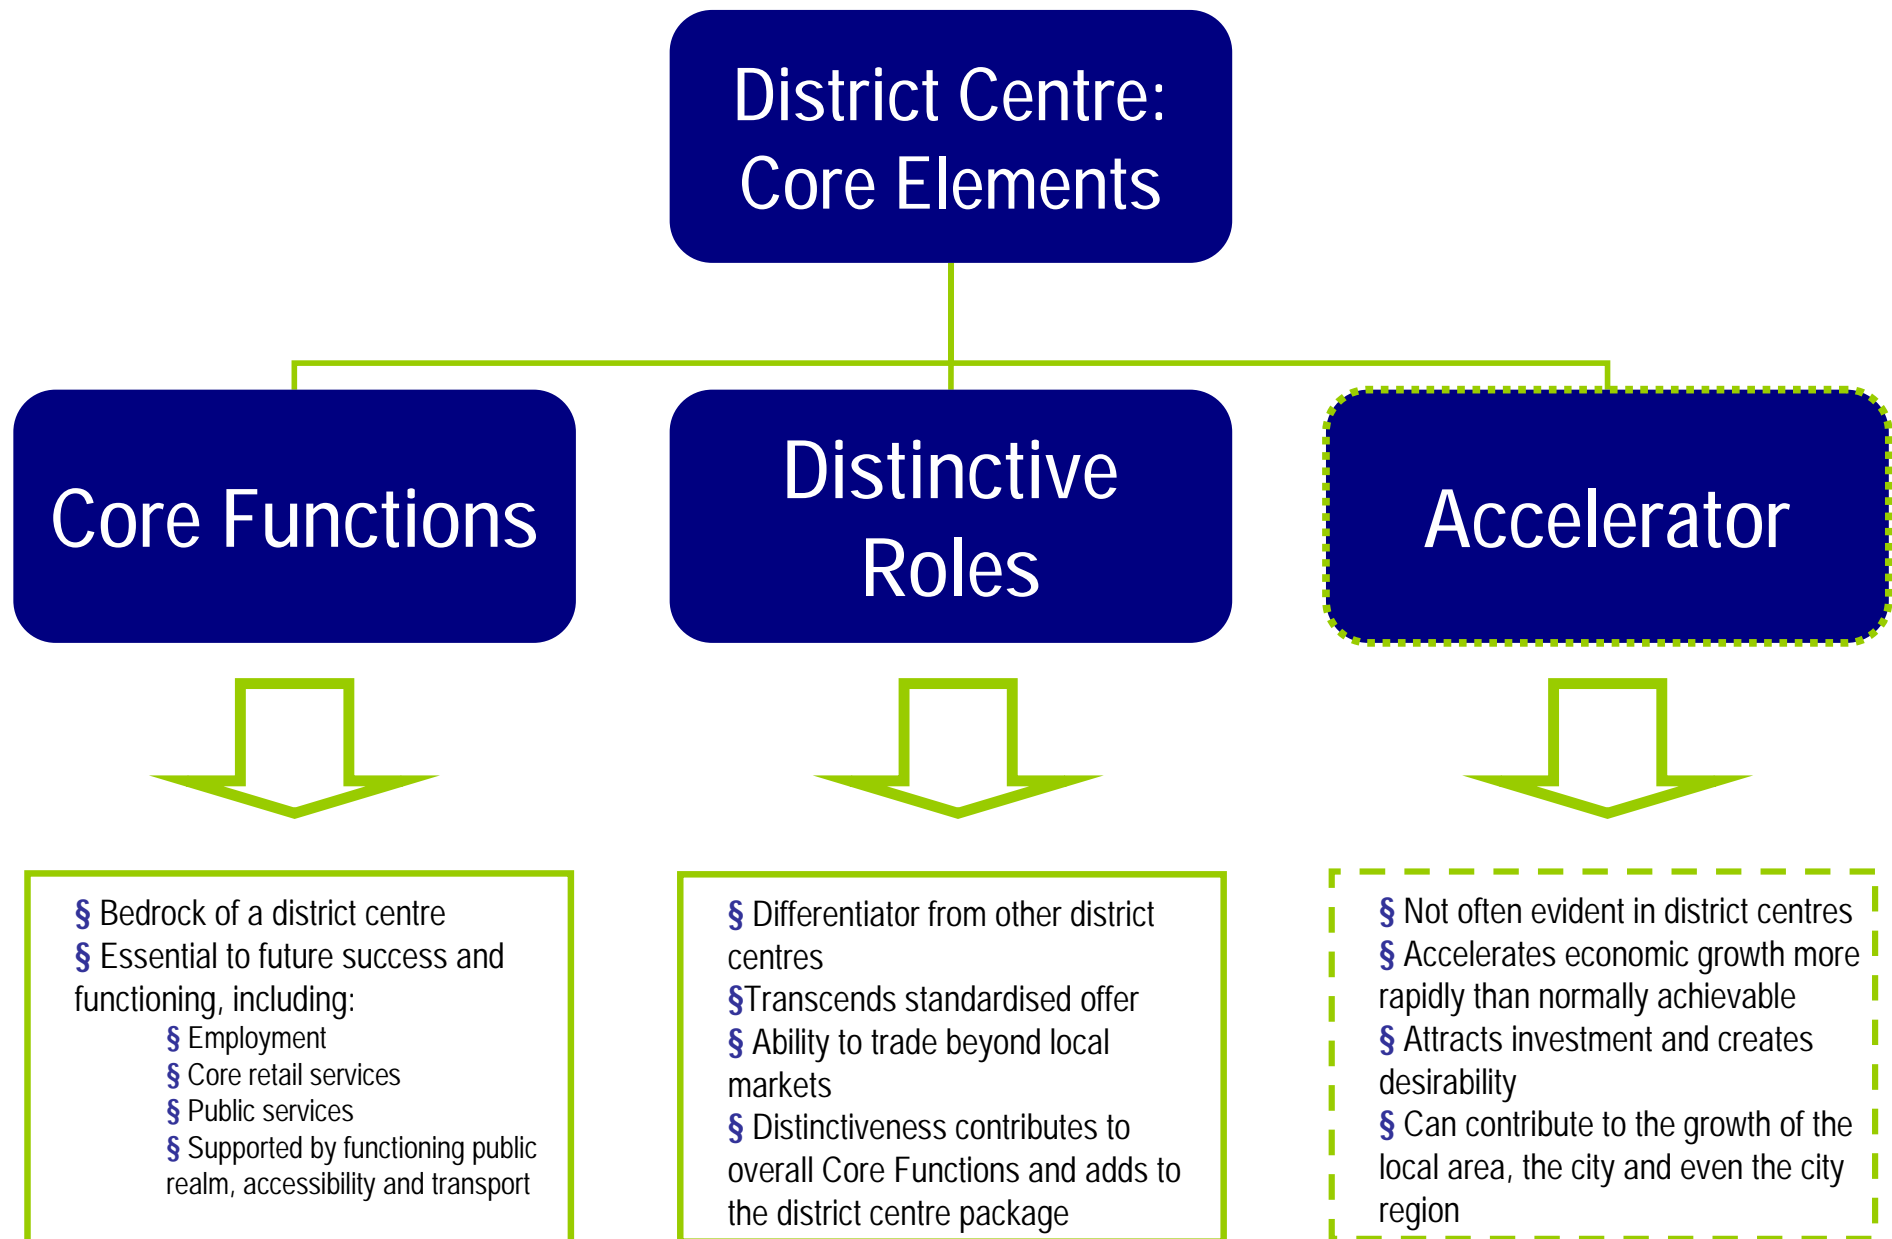 District Centre:
Core Elements
Core Functions
Distinctive
Roles
Accelerator
§ Bedrock of a district centre
§ Essential to future success and
functioning, including:
§ Employment
§ Core retail services
§ Public services
§ Supported by functioning public
realm, accessibility and transport
§ Differentiator from other district
centres
§Transcends standardised offer
§ Ability to trade beyond local
markets
§ Distinctiveness contributes to
overall Core Functions and adds to
the district centre package
§ Not often evident in district centres
§ Accelerates economic growth more
rapidly than normally achievable
§ Attracts investment and creates
desirability
§ Can contribute to the growth of the
local area, the city and even the city
region